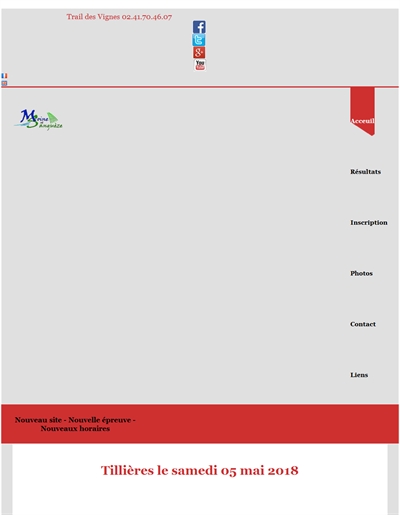 Trail des Vignes 02.41.70.46.07
You
Tube
Acceuil
Moine
Sanguèze
Résultats
Inscription
Photos
Contact
Liens
Nouveau site - Nouvelle épreuve -
Nouveaux horaires
Tillières le samedi 05 mai 2018